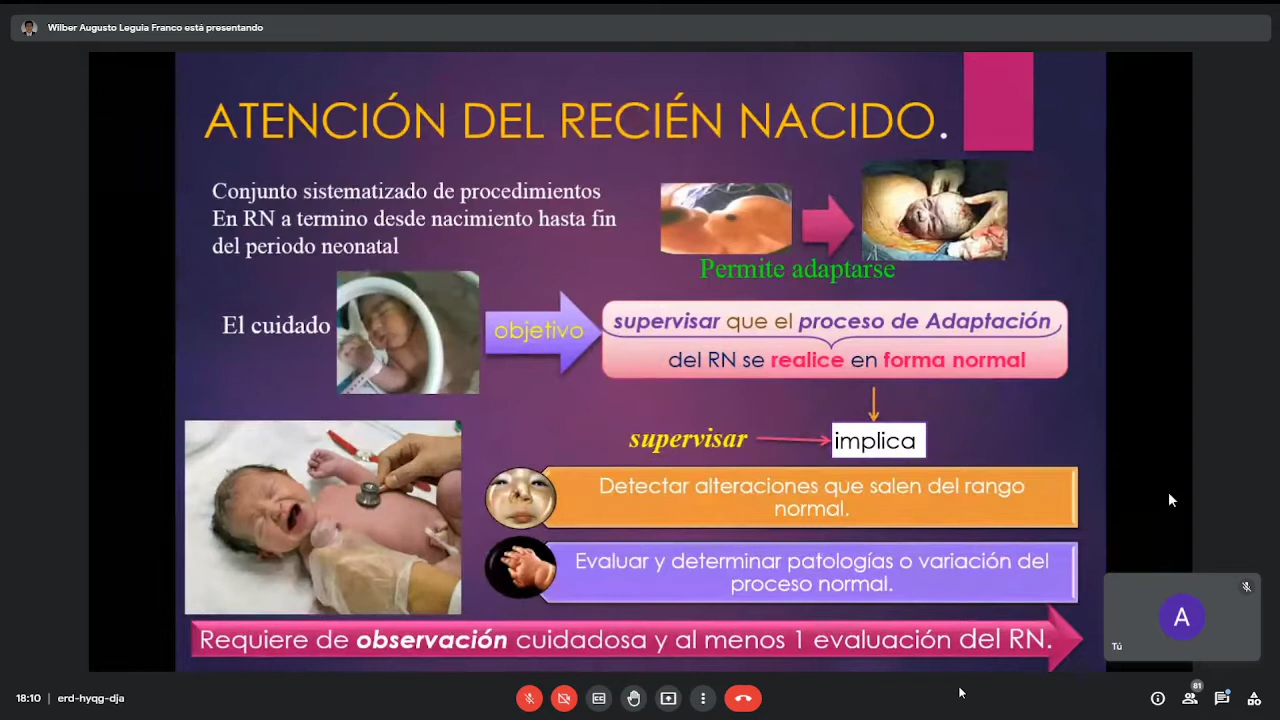 Wilber Augusto Leguia Franco está presentando
ATENCIÓN DEL RECIÉN NACIDO.
Conjunto sistematizado de procedimientos
En RN a termino desde nacimiento hasta fin
del periodo neonatal
Permite adaptarse
El cuidado
objetivo
supervisar que el proceso de Adaptación
del RN se realice en forma normal
supervisar
implica
Detectar alteraciones que salen del rango
normal.
Evaluar y determinar patologías o variación del
proceso normal.
Requiere de observación cuidadosa y al menos 1 evaluación del RN.
A
Tú
18:10 erd-hyqg-dja
81